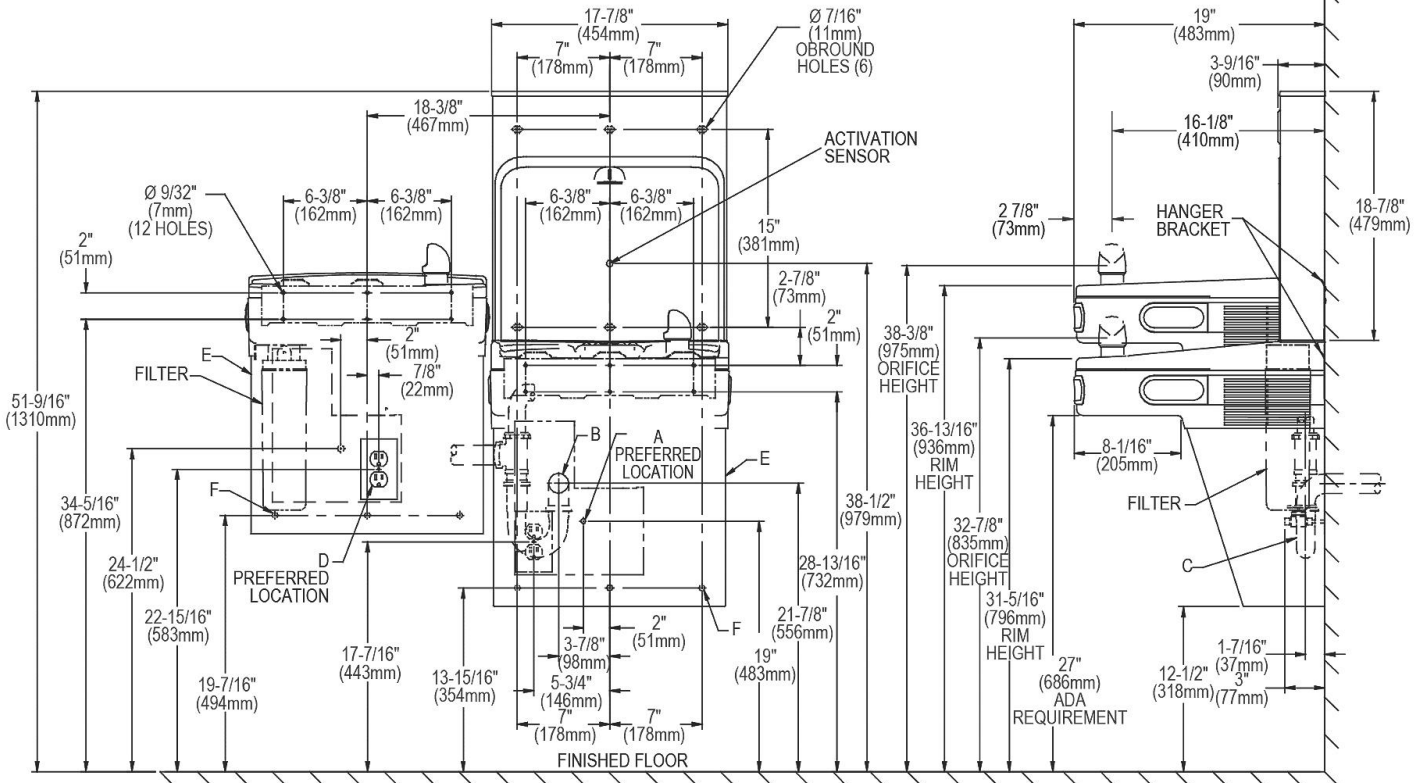 17-7/8"
(454mm)
7"
(178mm)
7"
(178mm)
Ø 7/16"
(11mm)
OBROUND
HOLES (6)
19"
(483mm)
3-9/16"
(90mm)
18-3/8"
(467mm)
16-1/8"
(410mm)
ACTIVATION
SENSOR
Ø 9/32"
(7mm)
(12 HOLES)
6-3/8"
(162mm)
6-3/8"
(162mm)
6-3/8"
(162mm)
6-3/8"
(162mm)
15"
(381mm)
2 7/8"
(73mm)
HANGER
BRACKET
18-7/8"
(479mm)
2"
(51mm)
2-7/8"
(73mm)
2"
(51mm)
2"
(51mm)
7/8"
(22mm)
38-3/8"
(975mm)
ORIFICE
HEIGHT
E
FILTER
51-9/16"
(1310mm)
B
A
PREFERRED
LOCATION
E
36-13/16"
(936mm)
RIM
HEIGHT
8-1/16"
(205mm)
FILTER
34-5/16"
(872mm)
F
38-1/2"
(979mm)
32-7/8"
(835mm)
ORIFICE
HEIGHT
24-1/2"
(622mm)
D
PREFERRED
LOCATION
28-13/16"
(732mm)
C
22-15/16"
(583mm)
21-7/8"
(556mm)
31-5/16"
(796mm)
RIM
HEIGHT
F
2"
(51mm)
3-7/8"
(98mm)
17-7/16"
(443mm)
19"
(483mm)
1-7/16"
(37mm)
3"
(77mm)
19-7/16"
(494mm)
13-15/16"
(354mm)
5-3/4"
(146mm)
27"
(686mm)
ADA
REQUIREMENT
12-1/2"
(318mm)
7"
(178mm)
7"
(178mm)
FINISHED FLOOR